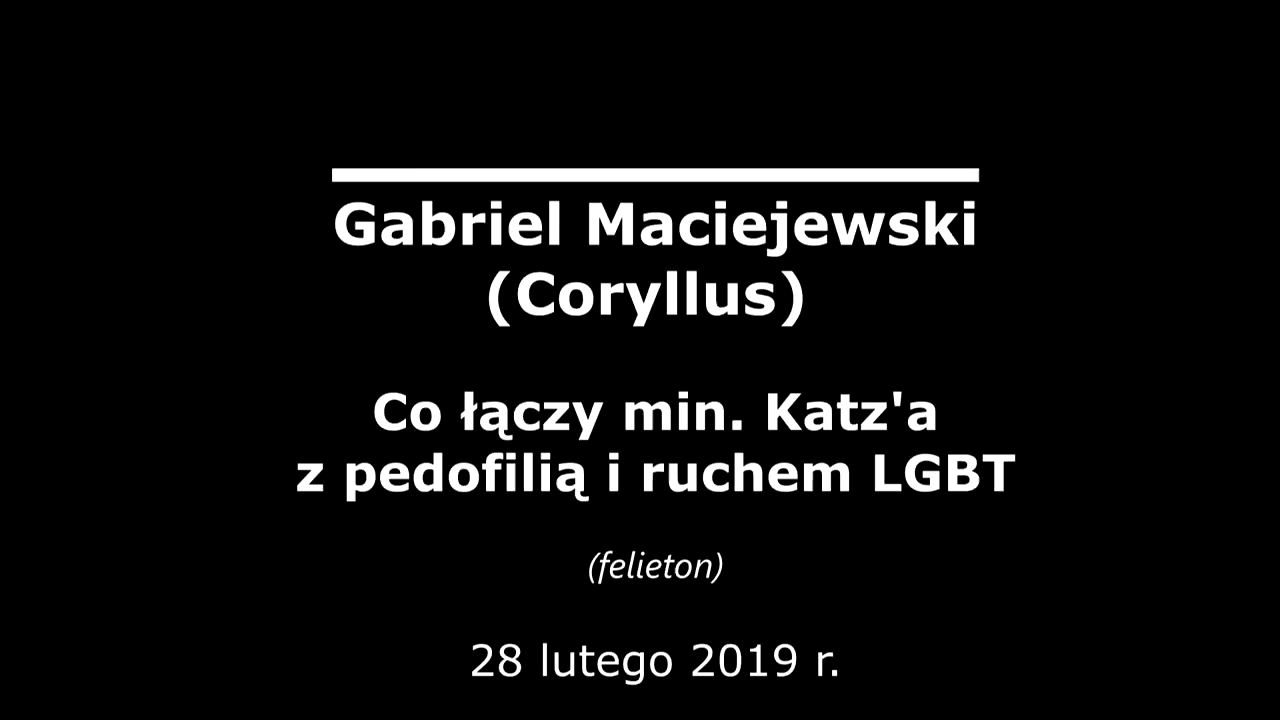 Gabriel Maciejewski
(Coryllus)
Co łączy min. Katz'a
z pedofilią i ruchem LGBT
(felieton)
28 lutego 2019 r.